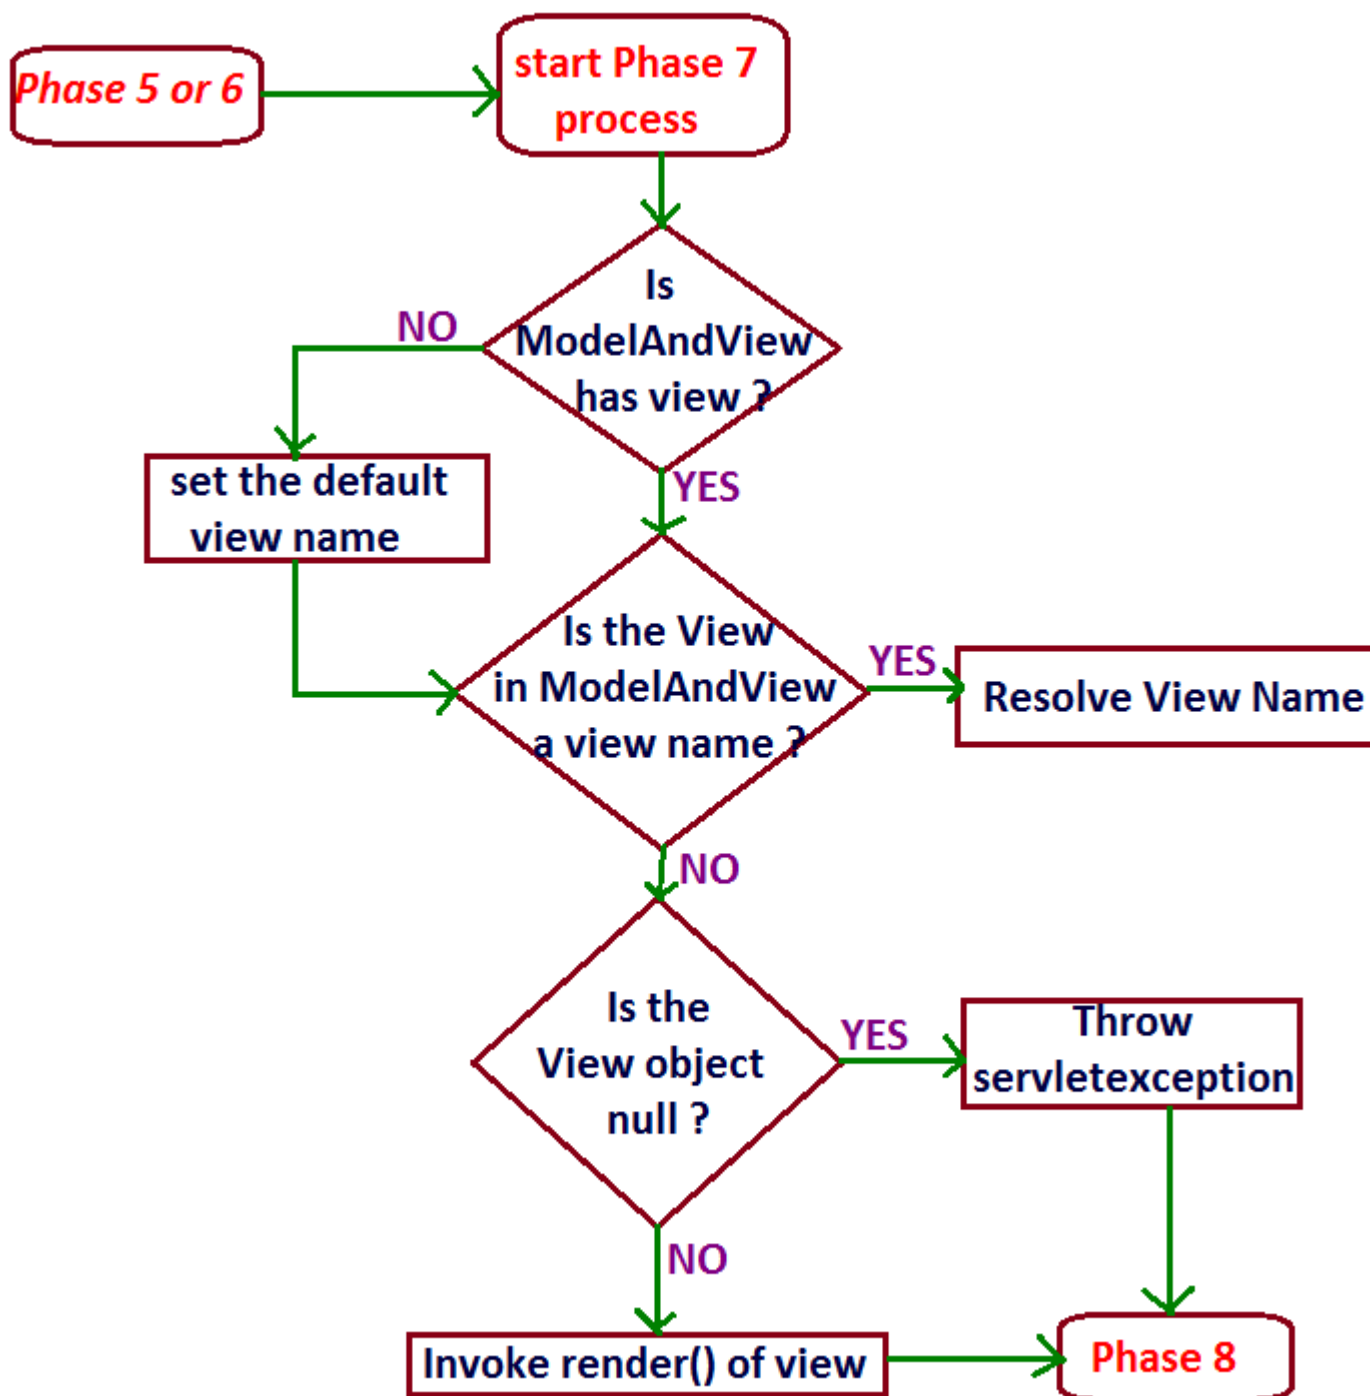 Phase 5 or 6
start Phase 7
process
Is
ModelAndView
has view ?
NO
YES
set the default
view name
Is the View
in ModelAndView
a view name ?
YES
Resolve View Name
NO
Is the
View object
null ?
YES
Throw
servletexception
NO
Invoke render() of view
Phase 8